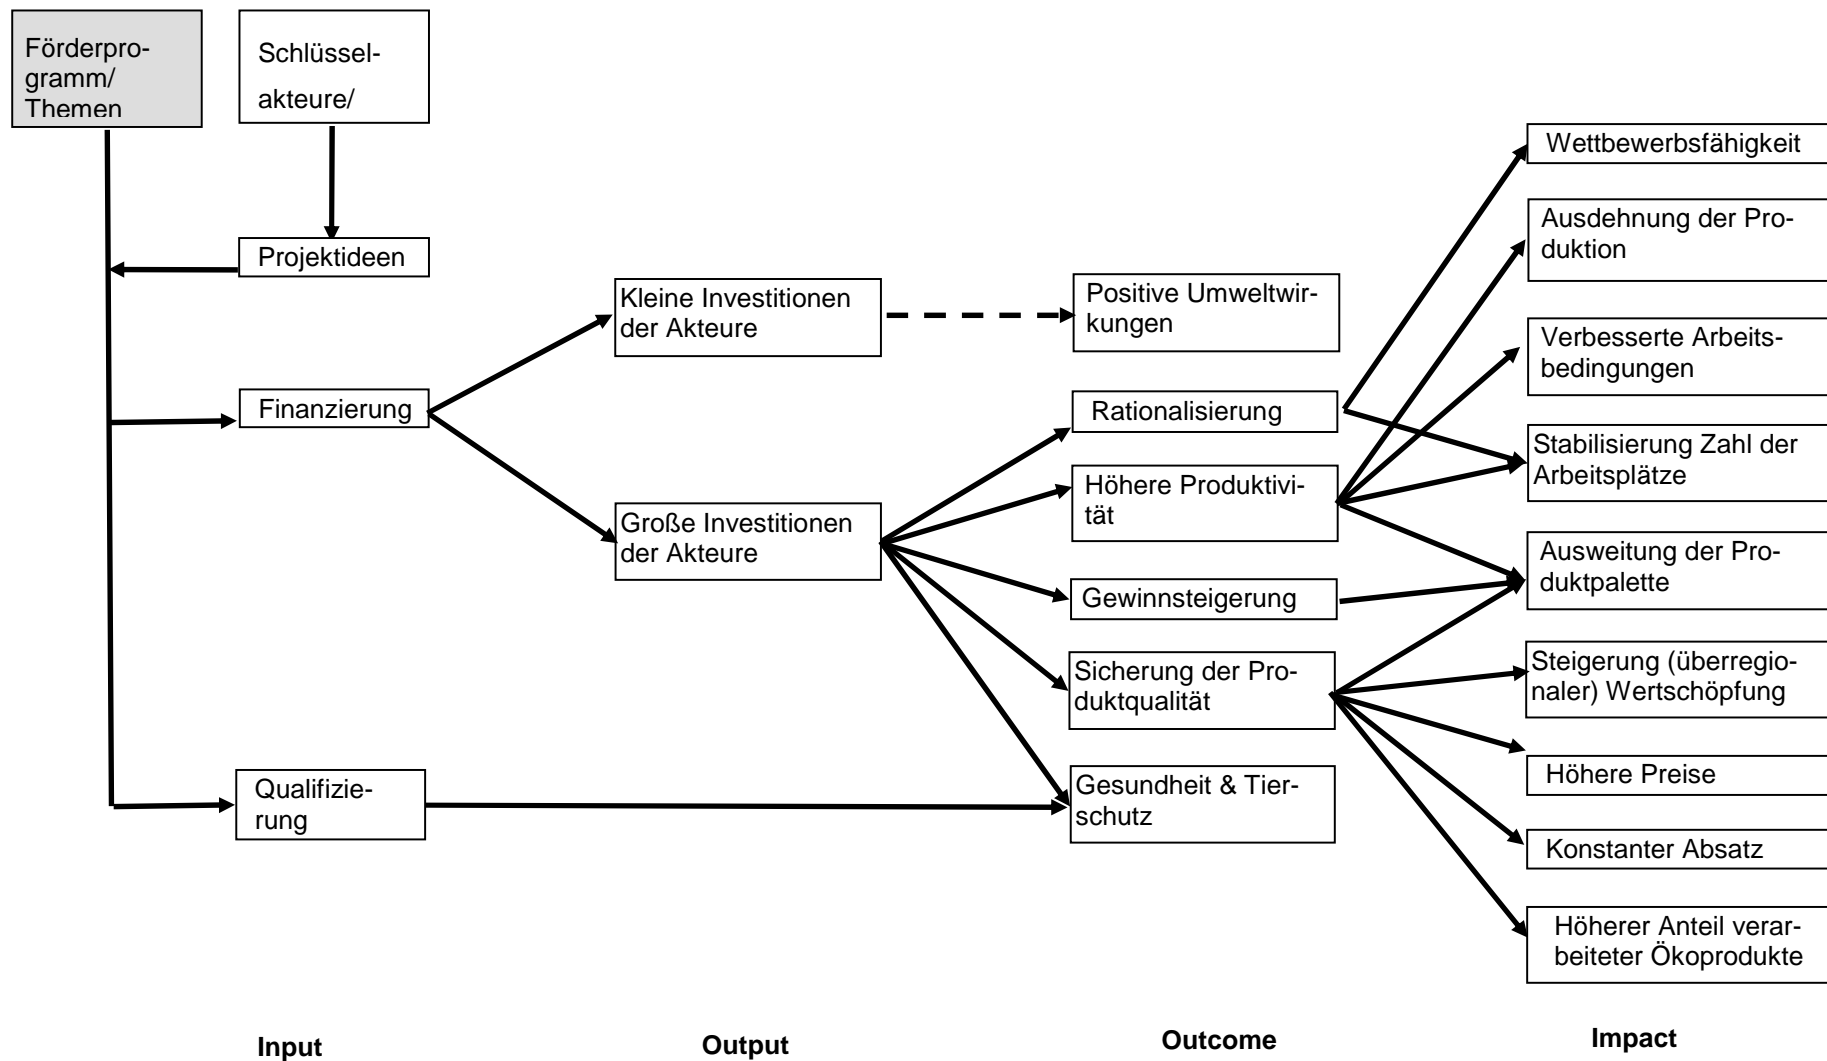 Förderpro-
gramm/
Themen
Schlüssel-
akteure/
Projektideen
Finanzierung
Qualifizie-
rung
Kleine Investitionen
der Akteure
Große Investitionen
der Akteure
Positive Umweltwir-
kungen
Rationalisierung
Höhere Produktivi-
tät
Gewinnsteigerung
Sicherung der Pro-
duktqualität
Gesundheit & Tier-
schutz
Wettbewerbsfähigkeit
Ausdehnung der Pro-
duktion
Verbesserte Arbeits-
bedingungen
Stabilisierung Zahl der
Arbeitsplätze
Ausweitung der Pro-
duktpalette
Steigerung (überregio-
naler) Wertschöpfung
Höhere Preise
Konstanter Absatz
Höherer Anteil verar-
beiteter Ökoprodukte
Input
Output
Outcome
Impact